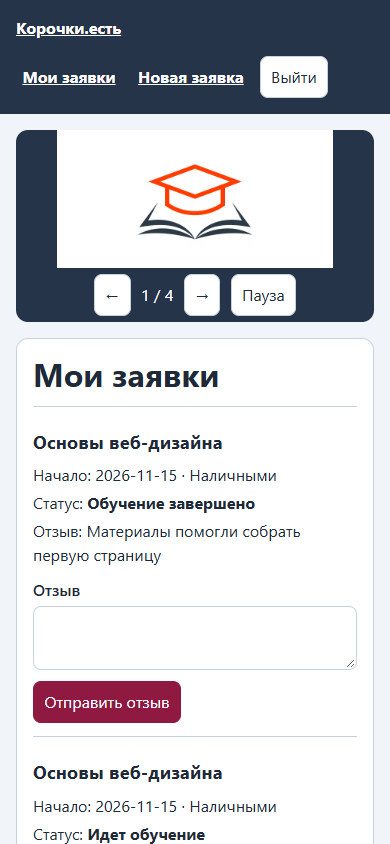 Корочки.есть
Мои заявки Новая заявка Выйти
← 1 / 4 → Пауза
Мои заявки
Основы веб-дизайна
Начало: 2026-11-15 · Наличными
Статус: Обучение завершено
Отзыв: Материалы помогли собрать
первую страницу
Отзыв
Отправить отзыв
Основы веб-дизайна
Начало: 2026-11-15 · Наличными
Статус: Идет обучение